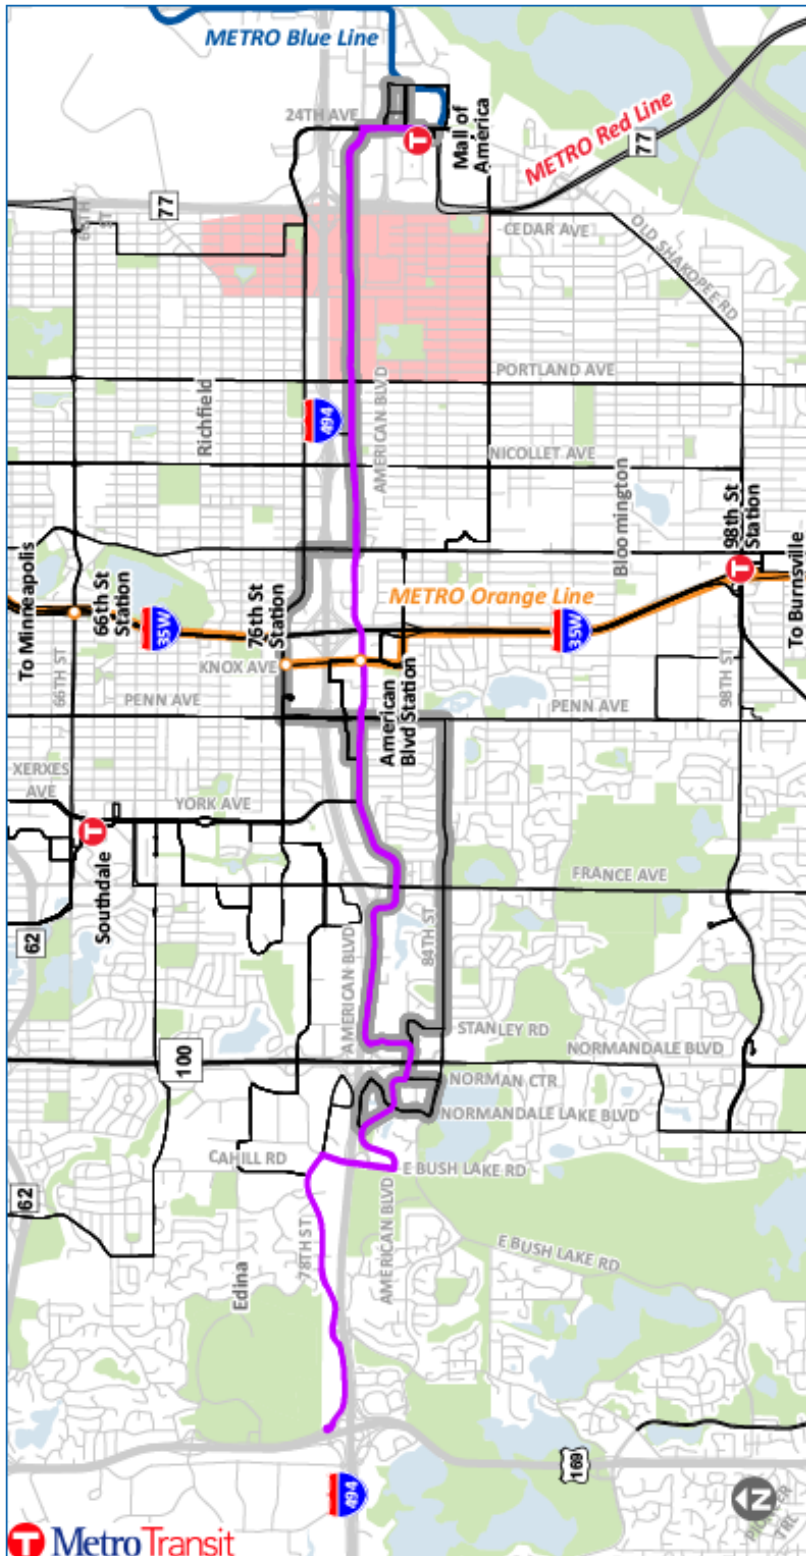 Metro Transit
62
62
Southdale
XERXES
AVE
66TH ST
To Minneapolis
66TH
ST
66th St
Station
35W
77
100
YORK AVE
PENN AVE
Richfield
Edina
CAHILL RD
KNOX AVE
76th St
Station
METRO Blue Line
24TH AVE
78TH ST
494
494
AMERICAN BLVD
AMERICAN BLVD
American
Blvd Station
AMERICAN BLVD
E BUSH LAKE RD
NORMANDALE LAKE BLVD
NORMAN CTR
STANLEY RD
84TH ST
METRO Orange Line
Mall of
America
METRO Red Line
77
CEDAR AVE
PORTLAND AVE
NICOLLET AVE
E BUSH LAKE RD
169
NORMANDALE BLVD
FRANCE AVE
PENN AVE
35W
Bloomington
OLD SHAKOPEE RD
98TH ST
98th St
Station
To Burnsville
N
TRL